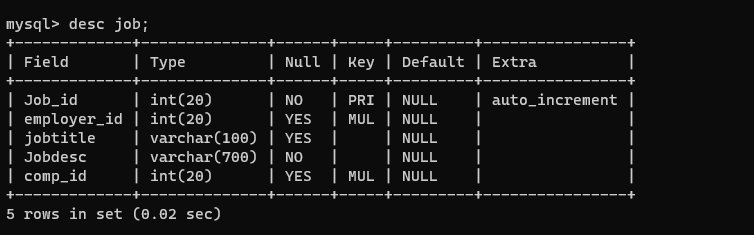 mysql> desc job;
+-------------+--------------+------+-----+---------+----------------+
| Field       | Type         | Null | Key | Default | Extra          |
+-------------+--------------+------+-----+---------+----------------+
| Job_id      | int(20)      | NO   | PRI | NULL    | auto_increment |
| employer_id | int(20)      | YES  | MUL | NULL    |                |
| jobtitle    | varchar(100) | YES  |     | NULL    |                |
| Jobdesc     | varchar(700) | NO   |     | NULL    |                |
| comp_id     | int(20)      | YES  | MUL | NULL    |                |
+-------------+--------------+------+-----+---------+----------------+
5 rows in set (0.02 sec)